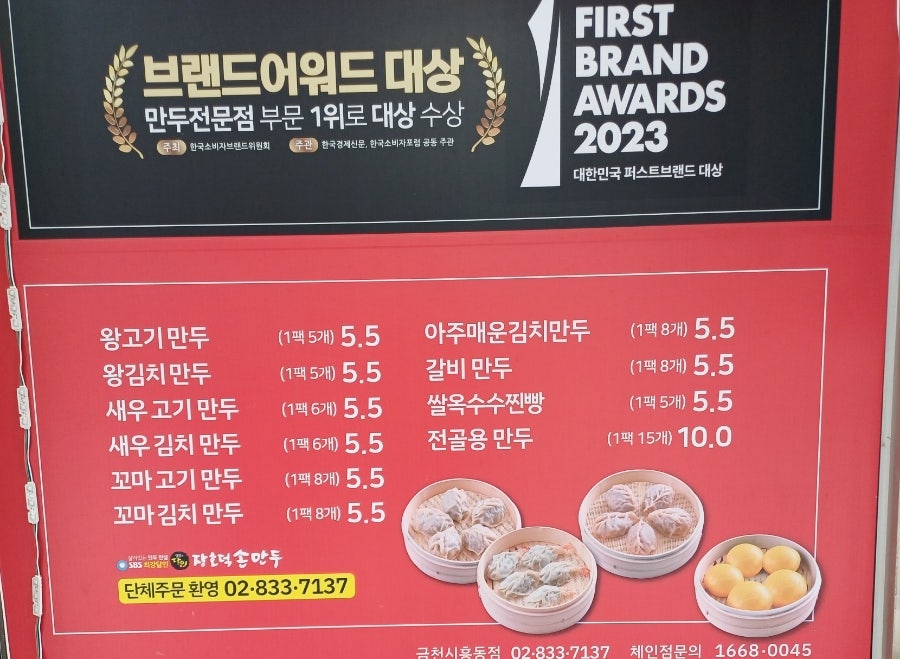 브랜드어워드 대상
만두전문점 부문 1위로 대상 수상
주최 한국소비자브랜드위원회 주관 한국경제신문, 한국소비자포럼 공동 주관
FIRST
BRAND
AWARDS
2023
대한민국 퍼스트브랜드 대상
왕고기만두 (1팩 5개) 5.5
왕김치만두 (1팩 5개) 5.5
새우 고기 만두 (1팩 6개) 5.5
새우 김치 만두 (1팩 6개) 5.5
꼬마 고기 만두 (1팩 8개) 5.5
꼬마 김치 만두 (1팩 8개) 5.5
아주매운김치만두 (1팩 8개) 5.5
갈비 만두 (1팩 8개) 5.5
쌀옥수수찐빵 (1팩 5개) 5.5
전골용 만두 (1팩 15개) 10.0
SBS 최강달인 자흐덕 손만두
단체주문 환영 02·833·7137
금천시흥동점 02·833·7137 체인점문의 1668·0045